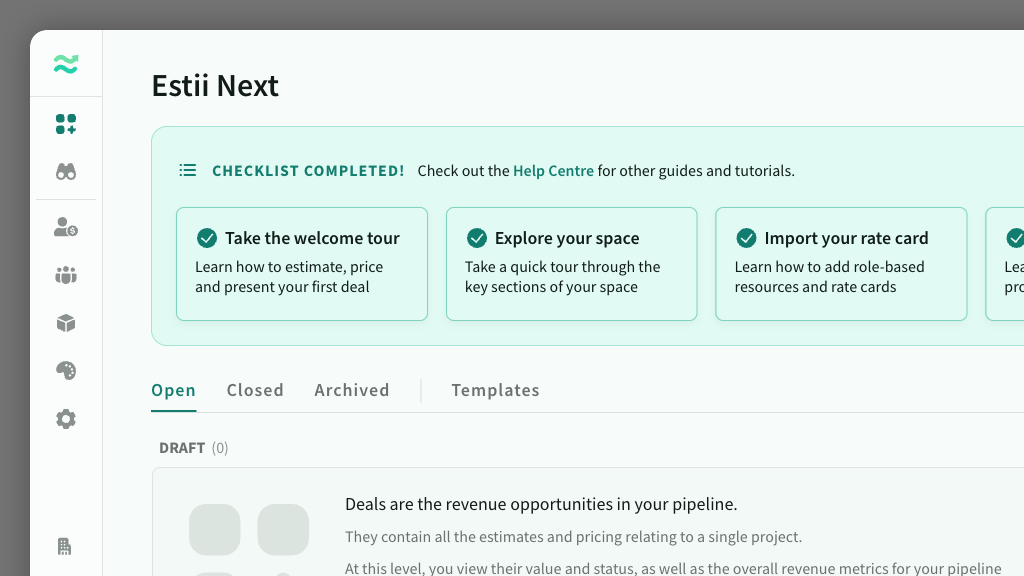 Estii Next
CHECKLIST COMPLETED! Check out the Help Centre for other guides and tutorials.
Take the welcome tour
Learn how to estimate, price
and present your first deal
Explore your space
Take a quick tour through the
key sections of your space
Import your rate card
Learn how to add role-based
resources and rate cards
Open Closed Archived Templates
DRAFT (0)
Deals are the revenue opportunities in your pipeline.
They contain all the estimates and pricing relating to a single project.
At this level, you view their value and status, as well as the overall revenue metrics for your pipeline